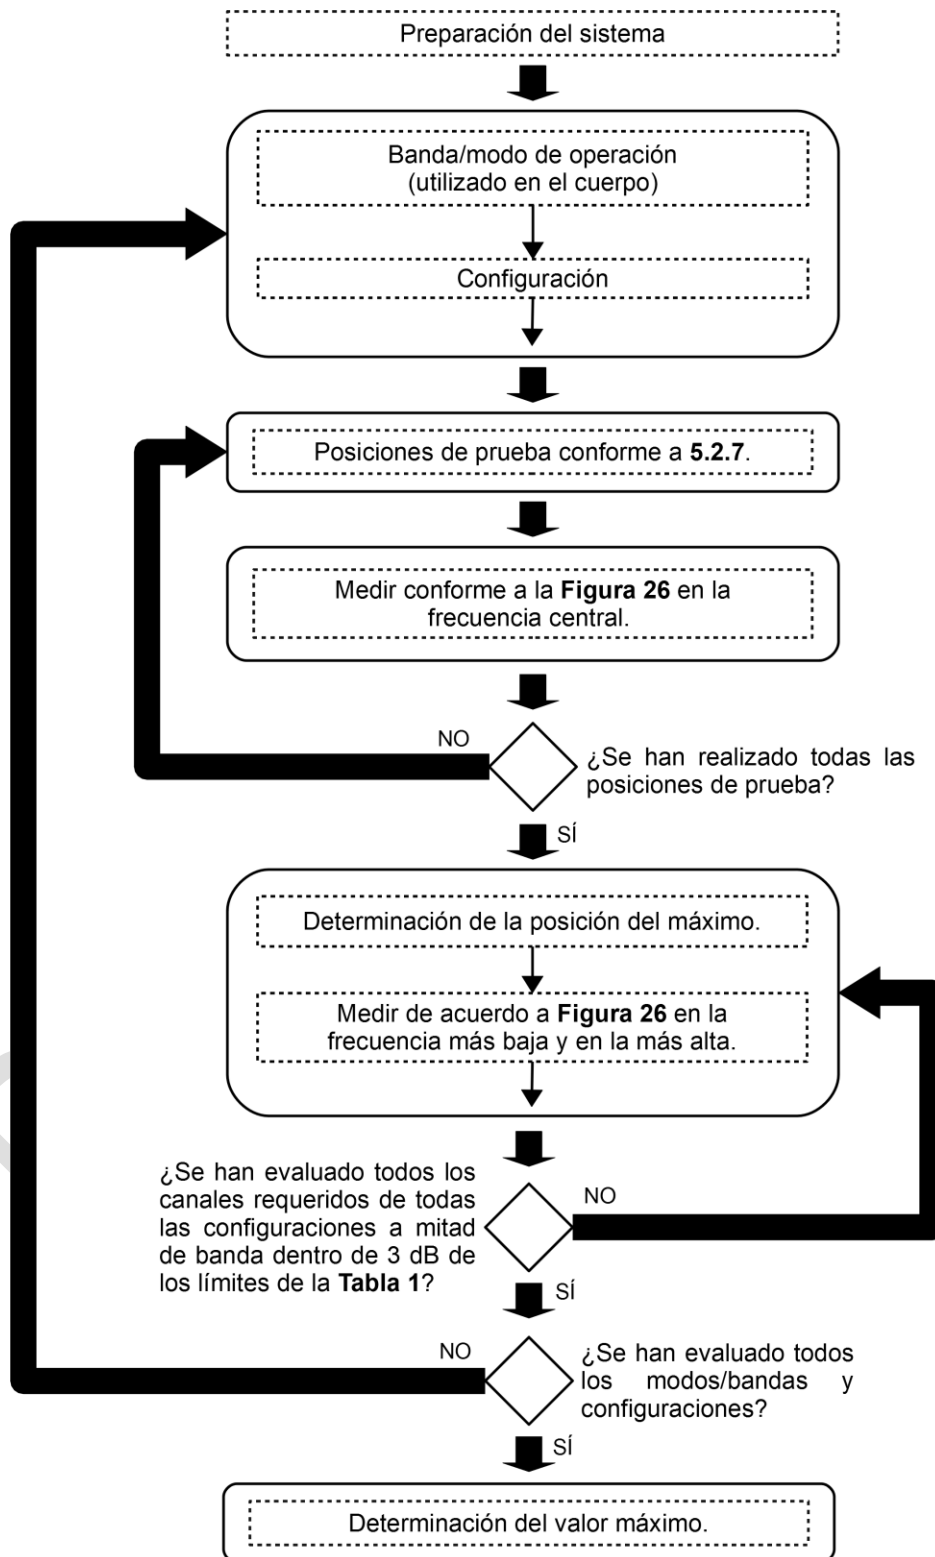 Preparación del sistema
Banda/modo de operación
(utilizado en el cuerpo)
Configuración
Posiciones de prueba conforme a 5.2.7.
Medir conforme a la Figura 26 en la
frecuencia central.
NO
¿Se han realizado todas las
posiciones de prueba?
SÍ
Determinación de la posición del máximo.
Medir de acuerdo a Figura 26 en la
frecuencia más baja y en la más alta.
¿Se han evaluado todos los
canales requeridos de todas
las configuraciones a mitad
de banda dentro de 3 dB de
los límites de la Tabla 1?
NO
SÍ
NO
¿Se han evaluado todos
los modos/bandas y
configuraciones?
SÍ
Determinación del valor máximo.